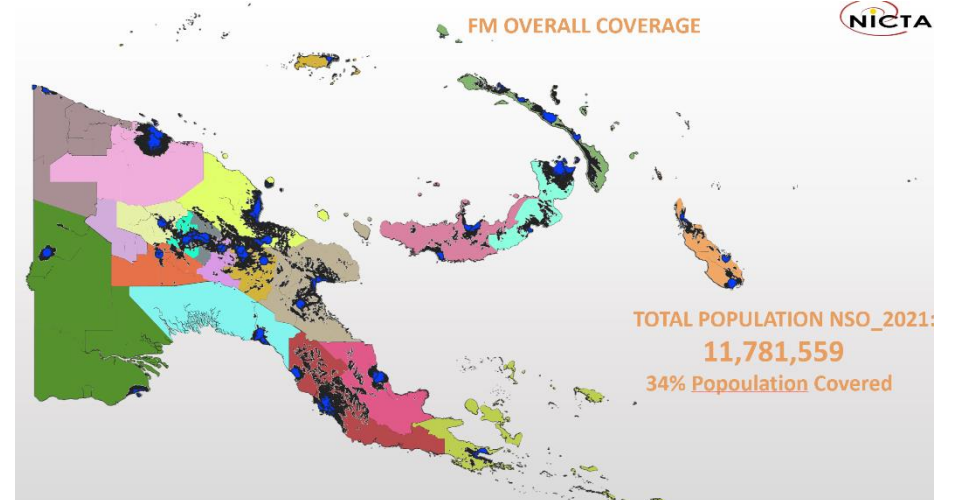 FM OVERALL COVERAGE
NICTA
TOTAL POPULATION NSO_2021:
11,781,559
34% Popoulation Covered